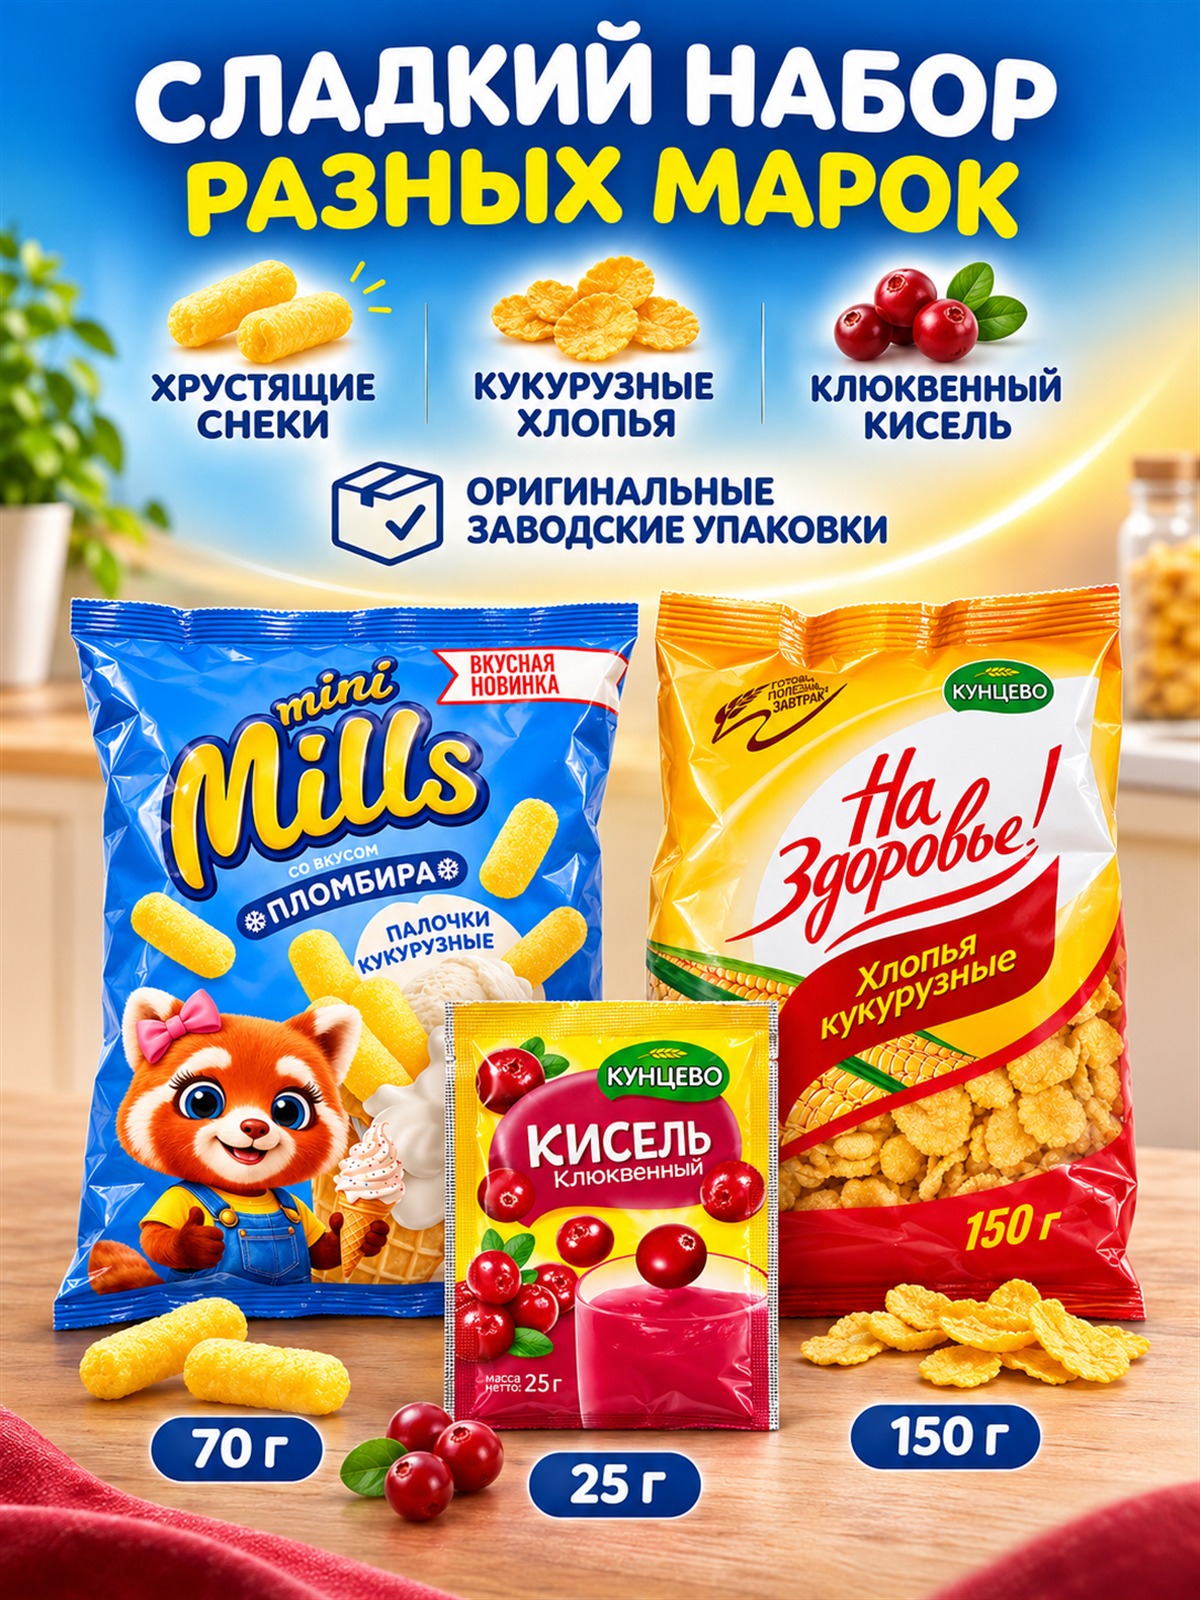 СЛАДКИЙ НАБОР
РАЗНЫХ МАРОК
ХРУСТЯЩИЕ
СНЕКИ
КУКУРУЗНЫЕ
ХЛОПЬЯ
КЛЮКВЕННЫЙ
КИСЕЛЬ
ОРИГИНАЛЬНЫЕ
ЗАВОДСКИЕ УПАКОВКИ
ВКУСНАЯ
НОВИНКА
mini
Mills
СО ВКУСОМ
ПЛОМБИРА
ПАЛОЧКИ
КУКУРУЗНЫЕ
ЗАВТРАК
КУНЦЕВО
На
Здоровье!
Хлопья
кукурузные
150 г
КУНЦЕВО
КИСЕЛЬ
Клюквенный
масса
нетто: 25 г
70 г
25 г
150 г